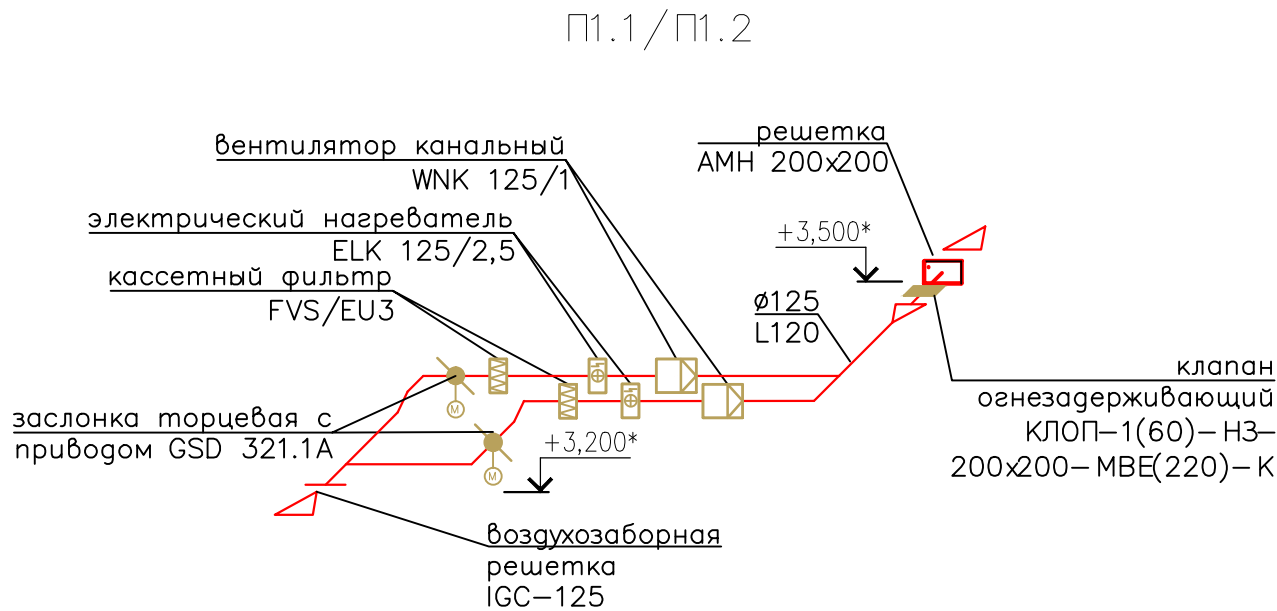 П1.1/П1.2
вентилятор канальный
WNK 125/1
решетка
АМН 200х200
электрический нагреватель
ELK 125/2,5
+3,500*
кассетный фильтр
FVS/EU3
ø125
L120
клапан
огнезадерживающий
КЛОП-1(60)-НЗ-
200х200-МВЕ(220)-К
заслонка торцевая с
приводом GSD 321.1A
M
+3,200*
M
воздухозаборная
решетка
IGC-125